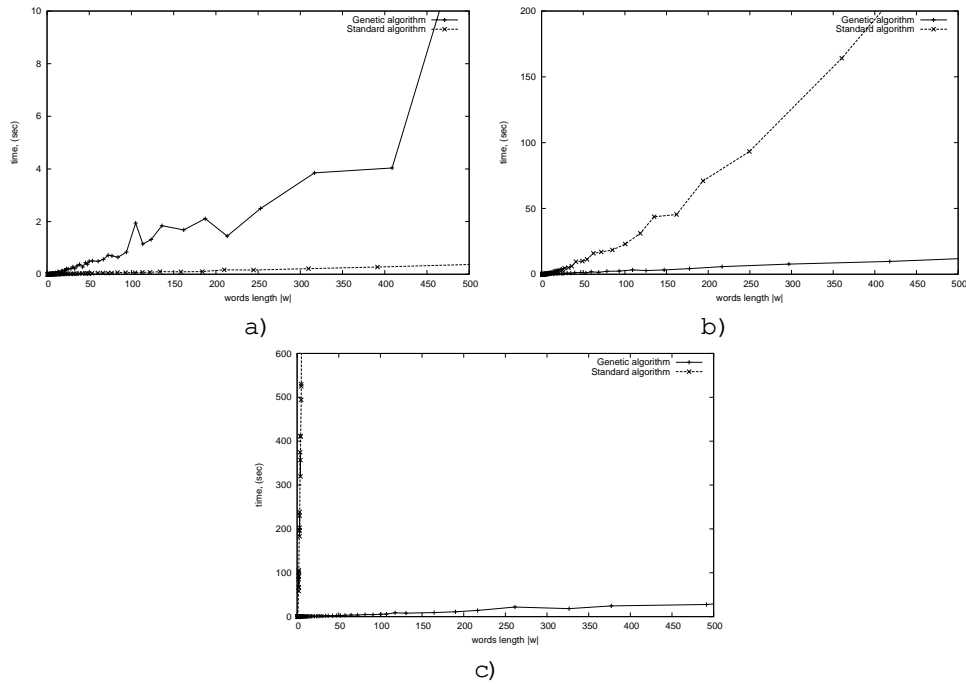 10
8
6
4
2
0
time, (sec)
0 50 100 150 200 250 300 350 400 450 500
words length |w|
Genetic algorithm
Standard algorithm
a)
200
150
100
50
0
time, (sec)
0 50 100 150 200 250 300 350 400 450 500
words length |w|
Genetic algorithm
Standard algorithm
b)
600
500
400
300
200
100
0
time, (sec)
0 50 100 150 200 250 300 350 400 450 500
words length |w|
Genetic algorithm
Standard algorithm
c)